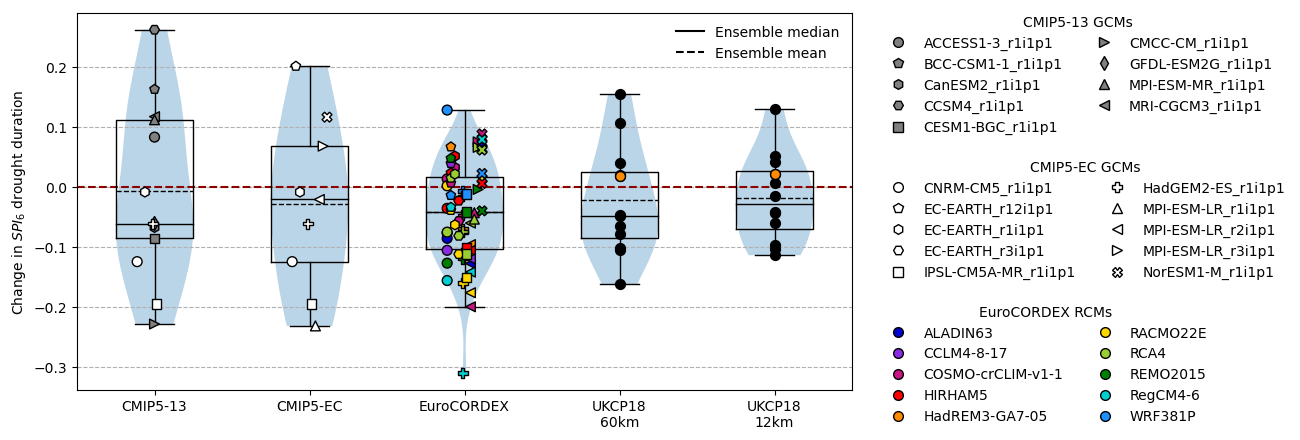 Change in SPI6 drought duration
0.2
0.1
0.0
−0.1
−0.2
−0.3
Ensemble median
Ensemble mean
CMIP5-13
CMIP5-EC
EuroCORDEX
UKCP18
60km
UKCP18
12km
CMIP5-13 GCMs
ACCESS1-3_r1i1p1
BCC-CSM1-1_r1i1p1
CanESM2_r1i1p1
CCSM4_r1i1p1
CESM1-BGC_r1i1p1
CMCC-CM_r1i1p1
GFDL-ESM2G_r1i1p1
MPI-ESM-MR_r1i1p1
MRI-CGCM3_r1i1p1
CMIP5-EC GCMs
CNRM-CM5_r1i1p1
EC-EARTH_r12i1p1
EC-EARTH_r1i1p1
EC-EARTH_r3i1p1
IPSL-CM5A-MR_r1i1p1
HadGEM2-ES_r1i1p1
MPI-ESM-LR_r1i1p1
MPI-ESM-LR_r2i1p1
MPI-ESM-LR_r3i1p1
NorESM1-M_r1i1p1
EuroCORDEX RCMs
ALADIN63
CCLM4-8-17
COSMO-crCLIM-v1-1
HIRHAM5
HadREM3-GA7-05
RACMO22E
RCA4
REMO2015
RegCM4-6
WRF381P